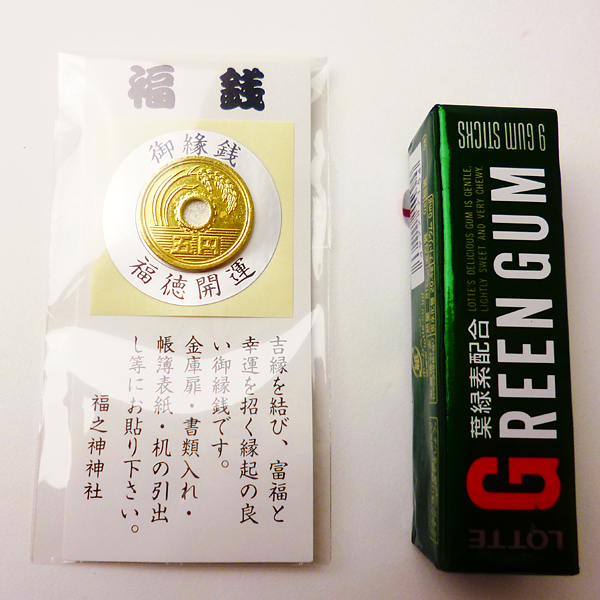 福 銭
御縁銭
五円
福徳開運
吉縁を結び、富福と
幸運を招く縁起の良
い御縁銭です。
金庫扉・書類入れ・
帳簿表紙・机の引出
し等にお貼り下さい。
福之神神社
9 GUM STICKS
LOTTE'S DELICIOUS GUM IS GENTLE,
LIGHTLY SWEET AND VERY CHEWY.
GREEN GUM
葉緑素配合
LOTTE